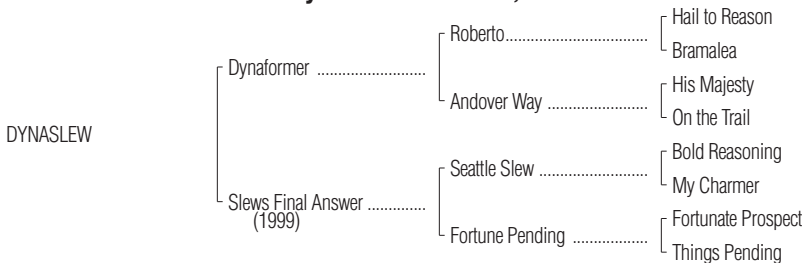 Hail to Reason
Roberto..................................
Bramalea
Dynaformer ..........................
His Majesty
Andover Way ........................
On the Trail
DYNASLEW
Bold Reasoning
Seattle Slew ..........................
My Charmer
Slews Final Answer ..............
(1999)
Fortunate Prospect
Fortune Pending ..................
Things Pending